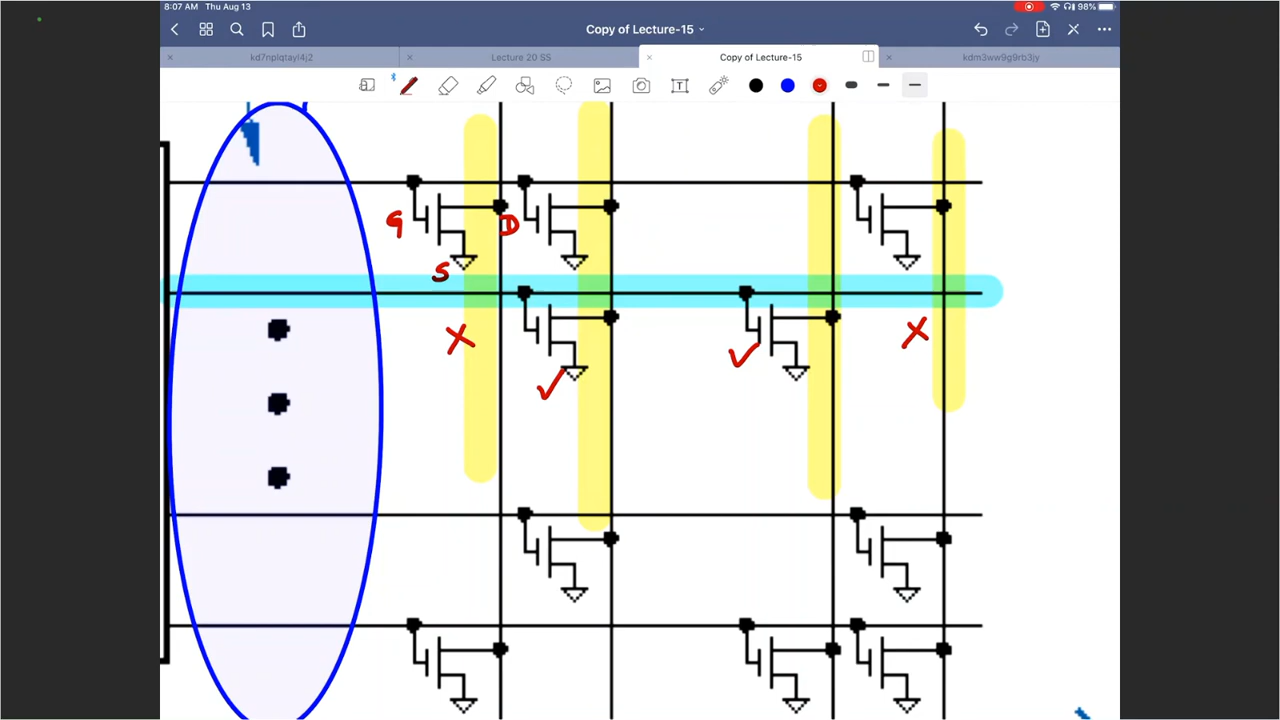 8:07 AM Thu Aug 13
98%
Copy of Lecture-15
kd7nplqtayl4j2
Lecture 20 SS
Copy of Lecture-15
kdm3ww9g9rb3jy
T
G
D
S